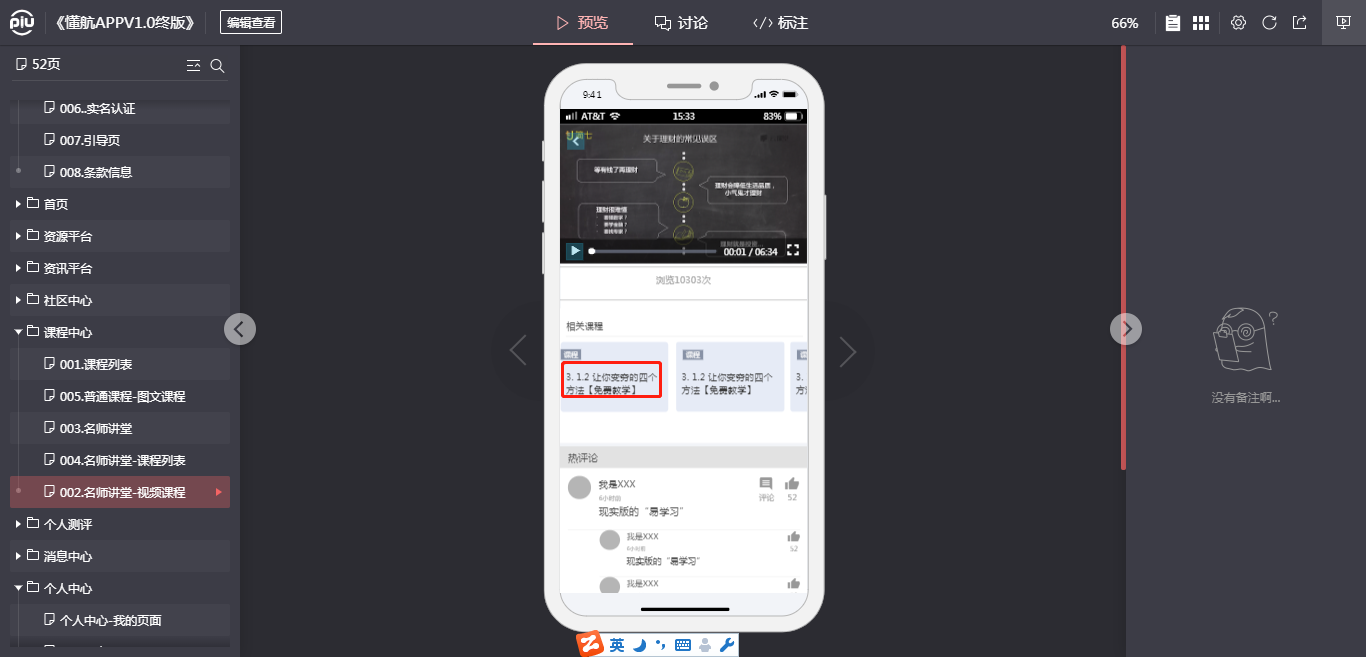 piu
《懂航APPV1.0终版》
编辑查看
预览
讨论
标注
66%
52页
006..实名认证
007.引导页
008.条款信息
首页
资源平台
资讯平台
社区中心
课程中心
001.课程列表
005.普通课程-图文课程
003.名师讲堂
004.名师讲堂-课程列表
002.名师讲堂-视频课程
个人测评
消息中心
个人中心
个人中心-我的页面
9:41
AT&T
15:33
83%
关于理财的常见误区
等有钱了再理财
理财会降低生活品质，
小气鬼才理财
理财很难懂
00:01 / 06:34
浏览10303次
相关课程
课程
3. 1.2 让你变穷的四个
方法【免费教学】
课程
3. 1.2 让你变穷的四个
方法【免费教学】
3.
热评论
我是XXX
6小时前
评论
52
现实版的“易学习”
我是XXX
6小时前
52
现实版的“易学习”
我是XXX
没有备注啊...
英